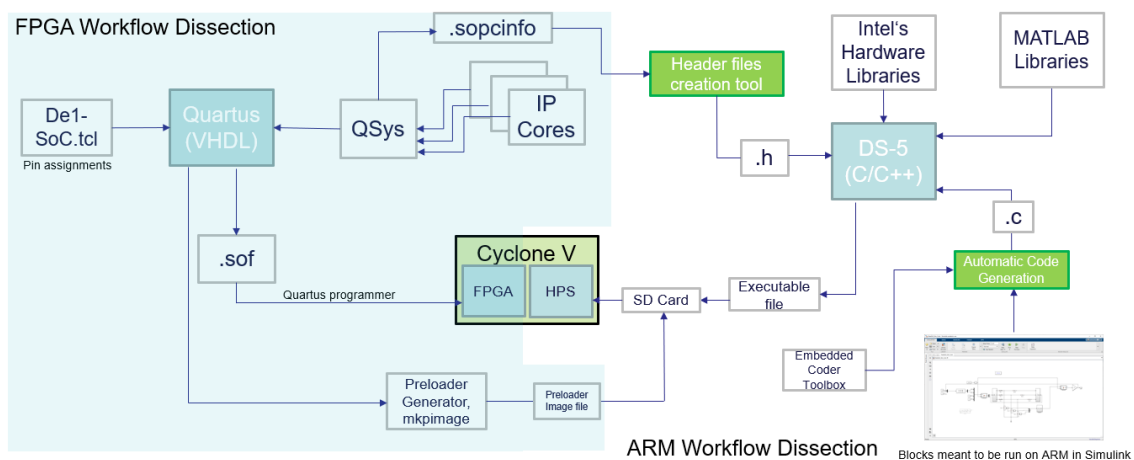 FPGA Workflow Dissection
.sopcinfo
Intel's
Hardware
Libraries
MATLAB
Libraries
Header files
creation tool
De1-
SoC.tcl
Pin assignments
Quartus
(VHDL)
QSys
IP
Cores
.h
DS-5
(C/C++)
.c
.sof
Cyclone V
FPGA
HPS
Quartus programmer
SD Card
Executable
file
Automatic Code
Generation
Embedded
Coder
Toolbox
Preloader
Generator,
mkpimage
Preloader
Image file
ARM Workflow Dissection
Blocks meant to be run on ARM in Simulink